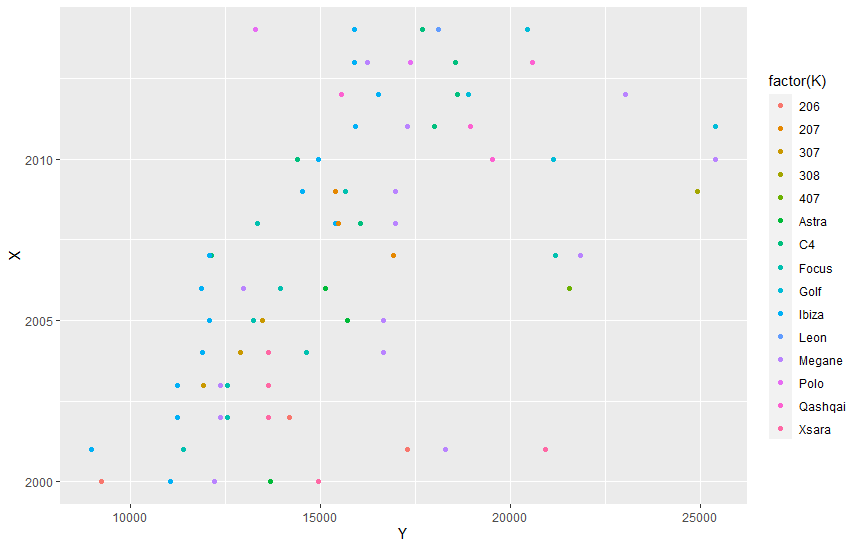 factor(K)
206
207
307
308
407
Astra
C4
Focus
Golf
Ibiza
Leon
Megane
Polo
Qashqai
Xsara
2010
2005
2000
X
10000 15000 20000 25000
Y